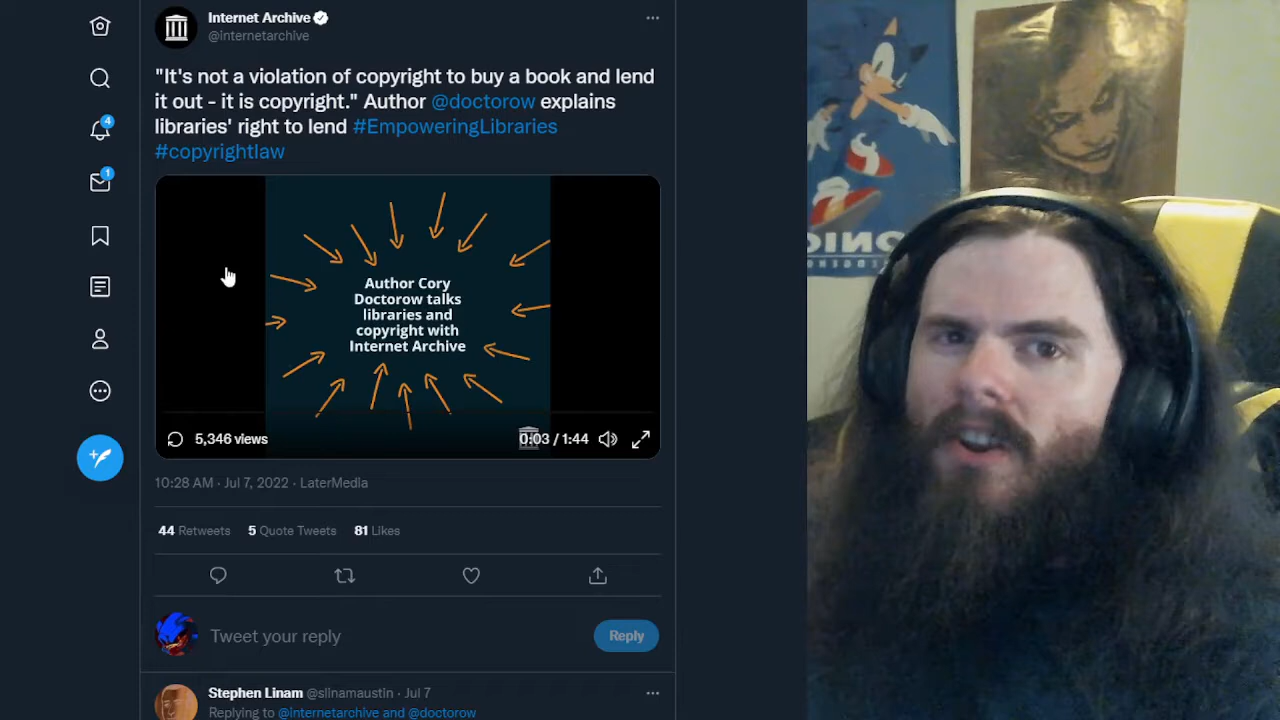 Internet Archive
@internetarchive
"It's not a violation of copyright to buy a book and lend
it out - it is copyright." Author @doctorow explains
libraries' right to lend #EmpoweringLibraries
#copyrightlaw
4
1
Author Cory
Doctorow talks
libraries and
copyright with
Internet Archive
5,346 views
0:03 / 1:44
10:28 AM · Jul 7, 2022 · LaterMedia
44 Retweets 5 Quote Tweets 81 Likes
Tweet your reply
Reply
Stephen Linam @slinamaustin · Jul 7
Replying to @internetarchive and @doctorow